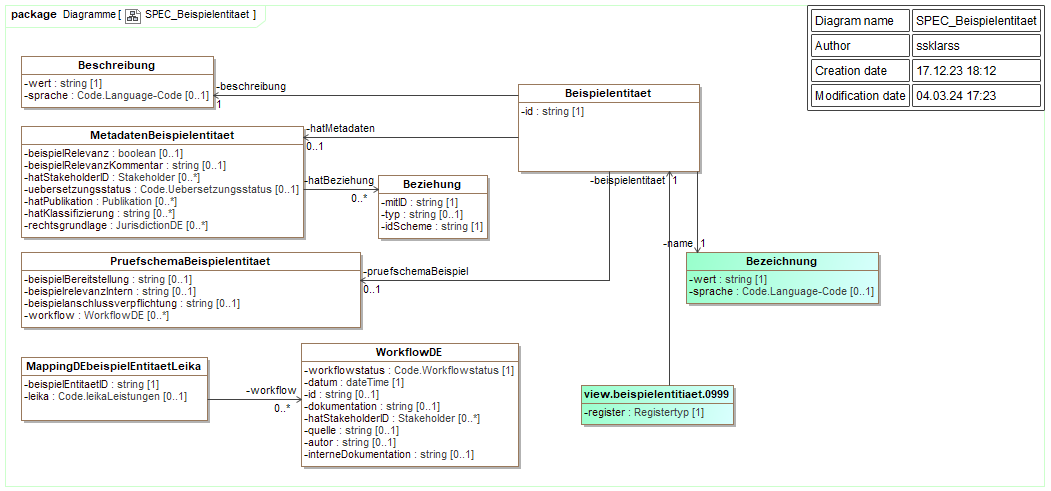 package Diagramme [ SPEC_Beispielentitaet ]
Diagram name SPEC_Beispielentitaet
Author ssklarss
Creation date 17.12.23 18:12
Modification date 04.03.24 17:23
Beschreibung
-wert : string [1]
-sprache : Code.Language-Code [0..1]
-beschreibung
1
Beispielentitaet
-id : string [1]
MetadatenBeispielentitaet
-beispielRelevanz : boolean [0..1]
-beispielRelevanzKommentar : string [0..1]
-hatStakeholderID : Stakeholder [0..*]
-uebersetzungsstatus : Code.Uebersetzungsstatus [0..1]
-hatPublikation : Publikation [0..*]
-hatKlassifizierung : string [0..*]
-rechtsgrundlage : JurisdictionDE [0..*]
-hatMetadaten
0..1
-hatBeziehung
0..*
Beziehung
-mitID : string [1]
-typ : string [0..1]
-idScheme : string [1]
-beispielentitaet 1
-name 1
Bezeichnung
-wert : string [1]
-sprache : Code.Language-Code [0..1]
PruefschemaBeispielentitaet
-beispielBereitstellung : string [0..1]
-beispielrelevanzIntern : string [0..1]
-beispielanschlussverpflichtung : string [0..1]
-workflow : WorkflowDE [0..*]
-pruefschemaBeispiel
0..1
MappingDEbeispielEntitaetLeika
-beispielEntitaetID : string [1]
-leika : Code.leikaLeistungen [0..1]
-workflow
0..*
WorkflowDE
-workflowstatus : Code.Workflowstatus [1]
-datum : dateTime [1]
-id : string [0..1]
-dokumentation : string [0..1]
-hatStakeholderID : Stakeholder [0..*]
-quelle : string [0..1]
-autor : string [0..1]
-interneDokumentation : string [0..1]
view.beispielentitiaet.0999
-register : Registertyp [1]